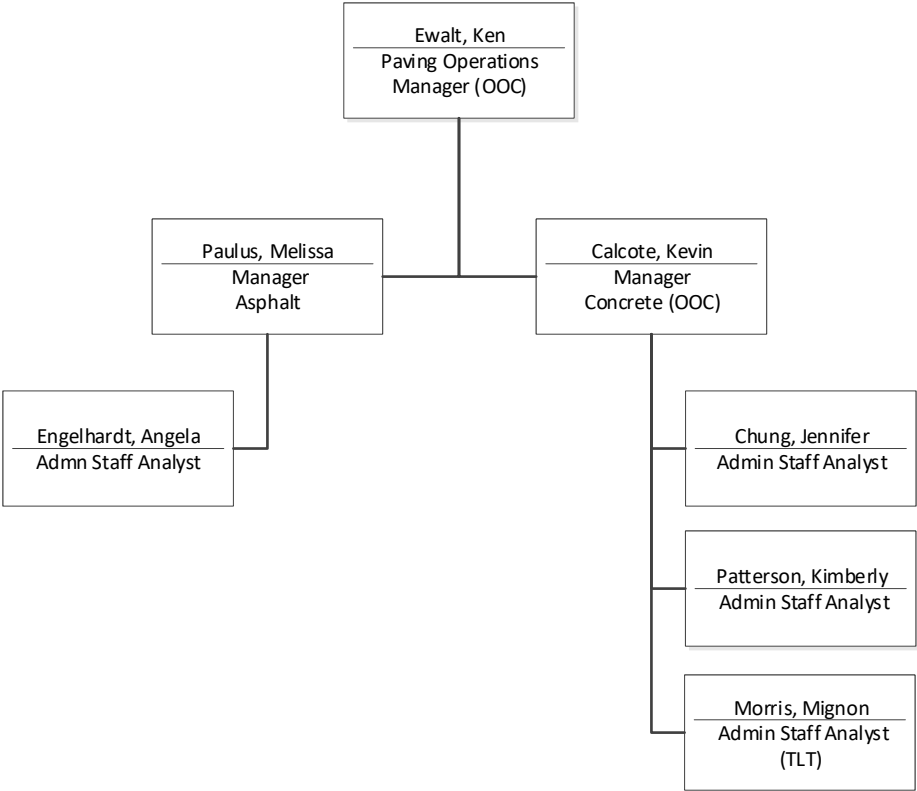 Ewalt, Ken
Paving Operations
Manager (OOC)
Paulus, Melissa
Manager
Asphalt
Calcote, Kevin
Manager
Concrete (OOC)
Engelhardt, Angela
Admn Staff Analyst
Chung, Jennifer
Admin Staff Analyst
Patterson, Kimberly
Admin Staff Analyst
Morris, Mignon
Admin Staff Analyst
(TLT)